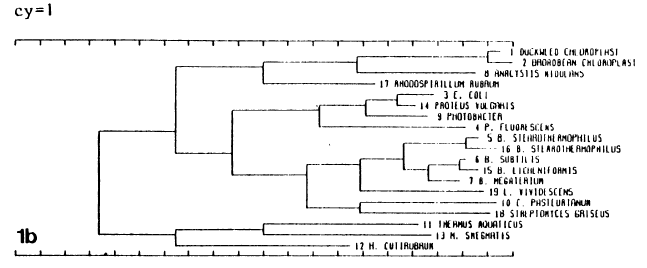 cy=1
1 DUCKWEED CHLOROPLAST
2 BROADBEAN CHLOROPLAST
8 ANACYSTIS NIDULANS
17 RHODOSPIRILLUM RUBRUM
3 E. COLI
14 PROTEUS VULGARIS
9 PHOTOBACTER
4 P. FLUORESCENS
5 B. STEAROTHERMOPHILUS
16 B. STEAROTHERMOPHILUS
6 B. SUBTILIS
15 B. LICHENIFORMIS
7 B. MEGATERIUM
19 L. VIVIDESCENS
10 C. PASTEURIANUM
18 STREPTOMYCES GRISEUS
11 THERMUS AQUATICUS
13 M. SMEGMATIS
12 H. CUTIRUBRUM
1b